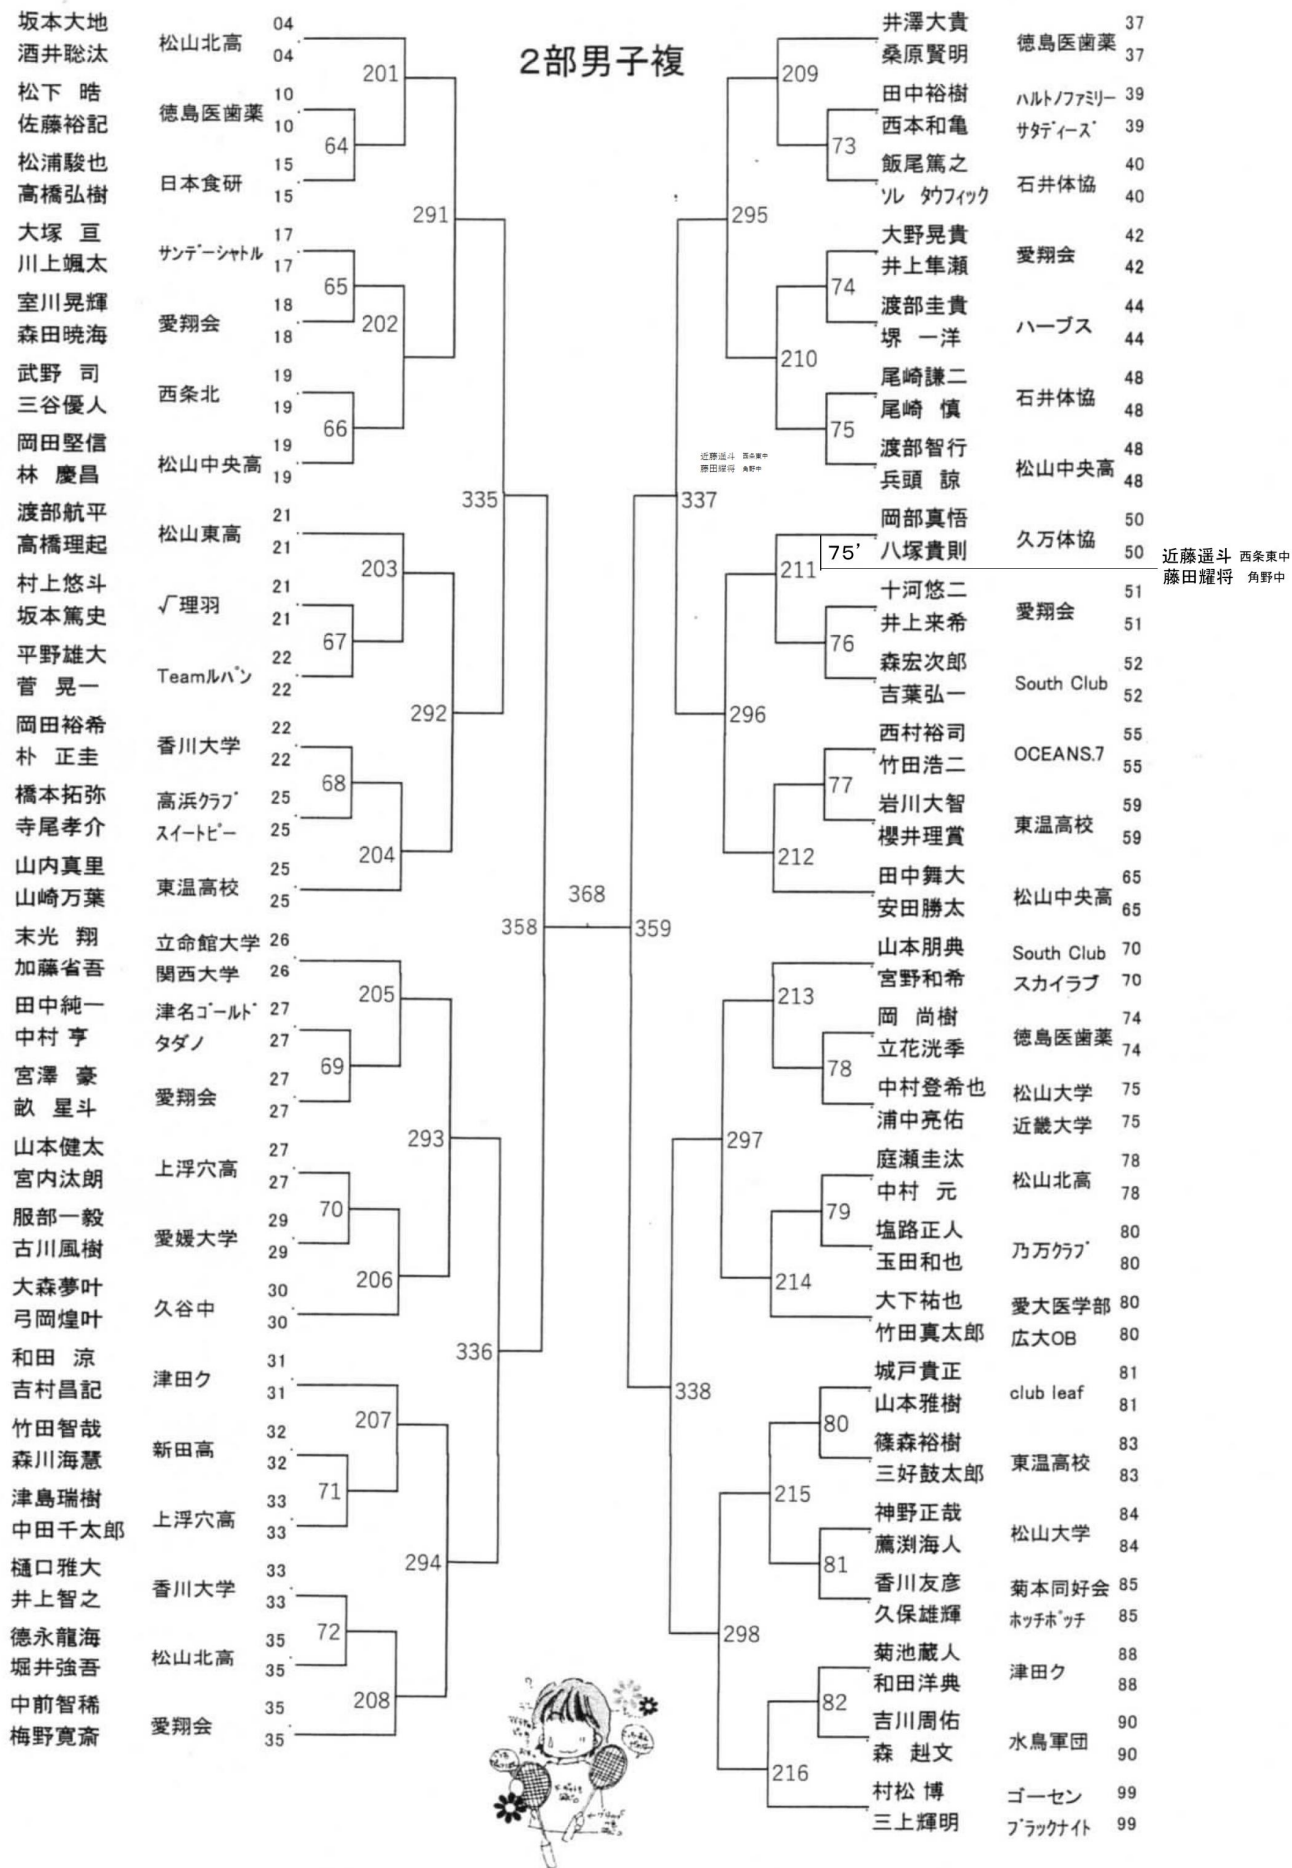 2部男子複
坂本大地 松山北高 04
酒井聡汰 04
松下 晧 徳島医歯薬 10
佐藤裕記 10
松浦駿也 日本食研 15
高橋弘樹 15
大塚 亘 サンデーシャトル 17
川上颯太 17
室川晃輝 愛翔会 18
森田暁海 18
武野 司 西条北 19
三谷優人 19
岡田堅信 松山中央高 19
林 慶昌 19
渡部航平 松山東高 21
高橋理起 21
村上悠斗 √理羽 21
坂本篤史 21
平野雄大 Teamルパン 22
菅 晃一 22
岡田裕希 香川大学 22
朴 正圭 22
橋本拓弥 高浜クラブ 25
寺尾孝介 スイートピー 25
山内真里 東温高校 25
山崎万葉 25
末光 翔 立命館大学 26
加藤省吾 関西大学 26
田中純一 津名ゴールド 27
中村 亨 タダノ 27
宮澤 豪 愛翔会 27
畝 星斗 27
山本健太 上浮穴高 27
宮内汰朗 27
服部一毅 愛媛大学 29
古川風樹 29
大森夢叶 久谷中 30
弓岡煌叶 30
和田 涼 津田ク 31
吉村昌記 31
竹田智哉 新田高 32
森川海慧 32
津島瑞樹 上浮穴高 33
中田千太郎 33
樋口雅大 香川大学 33
井上智之 33
德永龍海 松山北高 35
堀井強吾 35
中前智稀 愛翔会 35
梅野寛斎 35
201
64
291
65
202
66
335
203
67
292
68
204
358
368
359
205
69
293
70
206
336
207
71
294
72
208
井澤大貴 徳島医歯薬 37
桑原賢明 37
田中裕樹 ハルトノファミリー 39
西本和亀 サタディーズ 39
飯尾篤之 石井体協 40
ソレ タウフィック 40
大野晃貴 愛翔会 42
井上隼瀬 42
渡部圭貴 ハーブス 44
堺 一洋 44
尾崎謙二 石井体協 48
尾崎 慎 48
渡部智行 松山中央高 48
兵頭 諒 48
岡部真悟 久万体協 50
八塚貴則 50
近藤遥斗 西条東中
藤田耀将 角野中
十河悠二 愛翔会 51
井上来希 51
森宏次郎 South Club 52
吉葉弘一 52
西村裕司 OCEANS.7 55
竹田浩二 55
岩川大智 東温高校 59
櫻井理賞 59
田中舞大 松山中央高 65
安田勝太 65
山本朋典 South Club 70
宮野和希 スカイラブ 70
岡 尚樹 徳島医歯薬 74
立花洸季 74
中村登希也 松山大学 75
浦中亮佑 近畿大学 75
庭瀬圭汰 松山北高 78
中村 元 78
塩路正人 乃万クラブ 80
玉田和也 80
大下祐也 愛大医学部 80
竹田真太郎 広大OB 80
城戸貴正 club leaf 81
山本雅樹 81
篠森裕樹 東温高校 83
三好鼓太郎 83
神野正哉 松山大学 84
薦渕海人 84
香川友彦 菊本同好会 85
久保雄輝 ホッチポッチ 85
菊池蔵人 津田ク 88
和田洋典 88
吉川周佑 水鳥軍団 90
森 赳文 90
村松 博 ゴーセン 99
三上輝明 ブラックナイト 99
209
73
295
74
210
75
近藤遥斗 西条東中
藤田耀将 角野中
337
75’
211
76
296
77
212
213
78
297
79
214
338
80
215
81
298
82
216